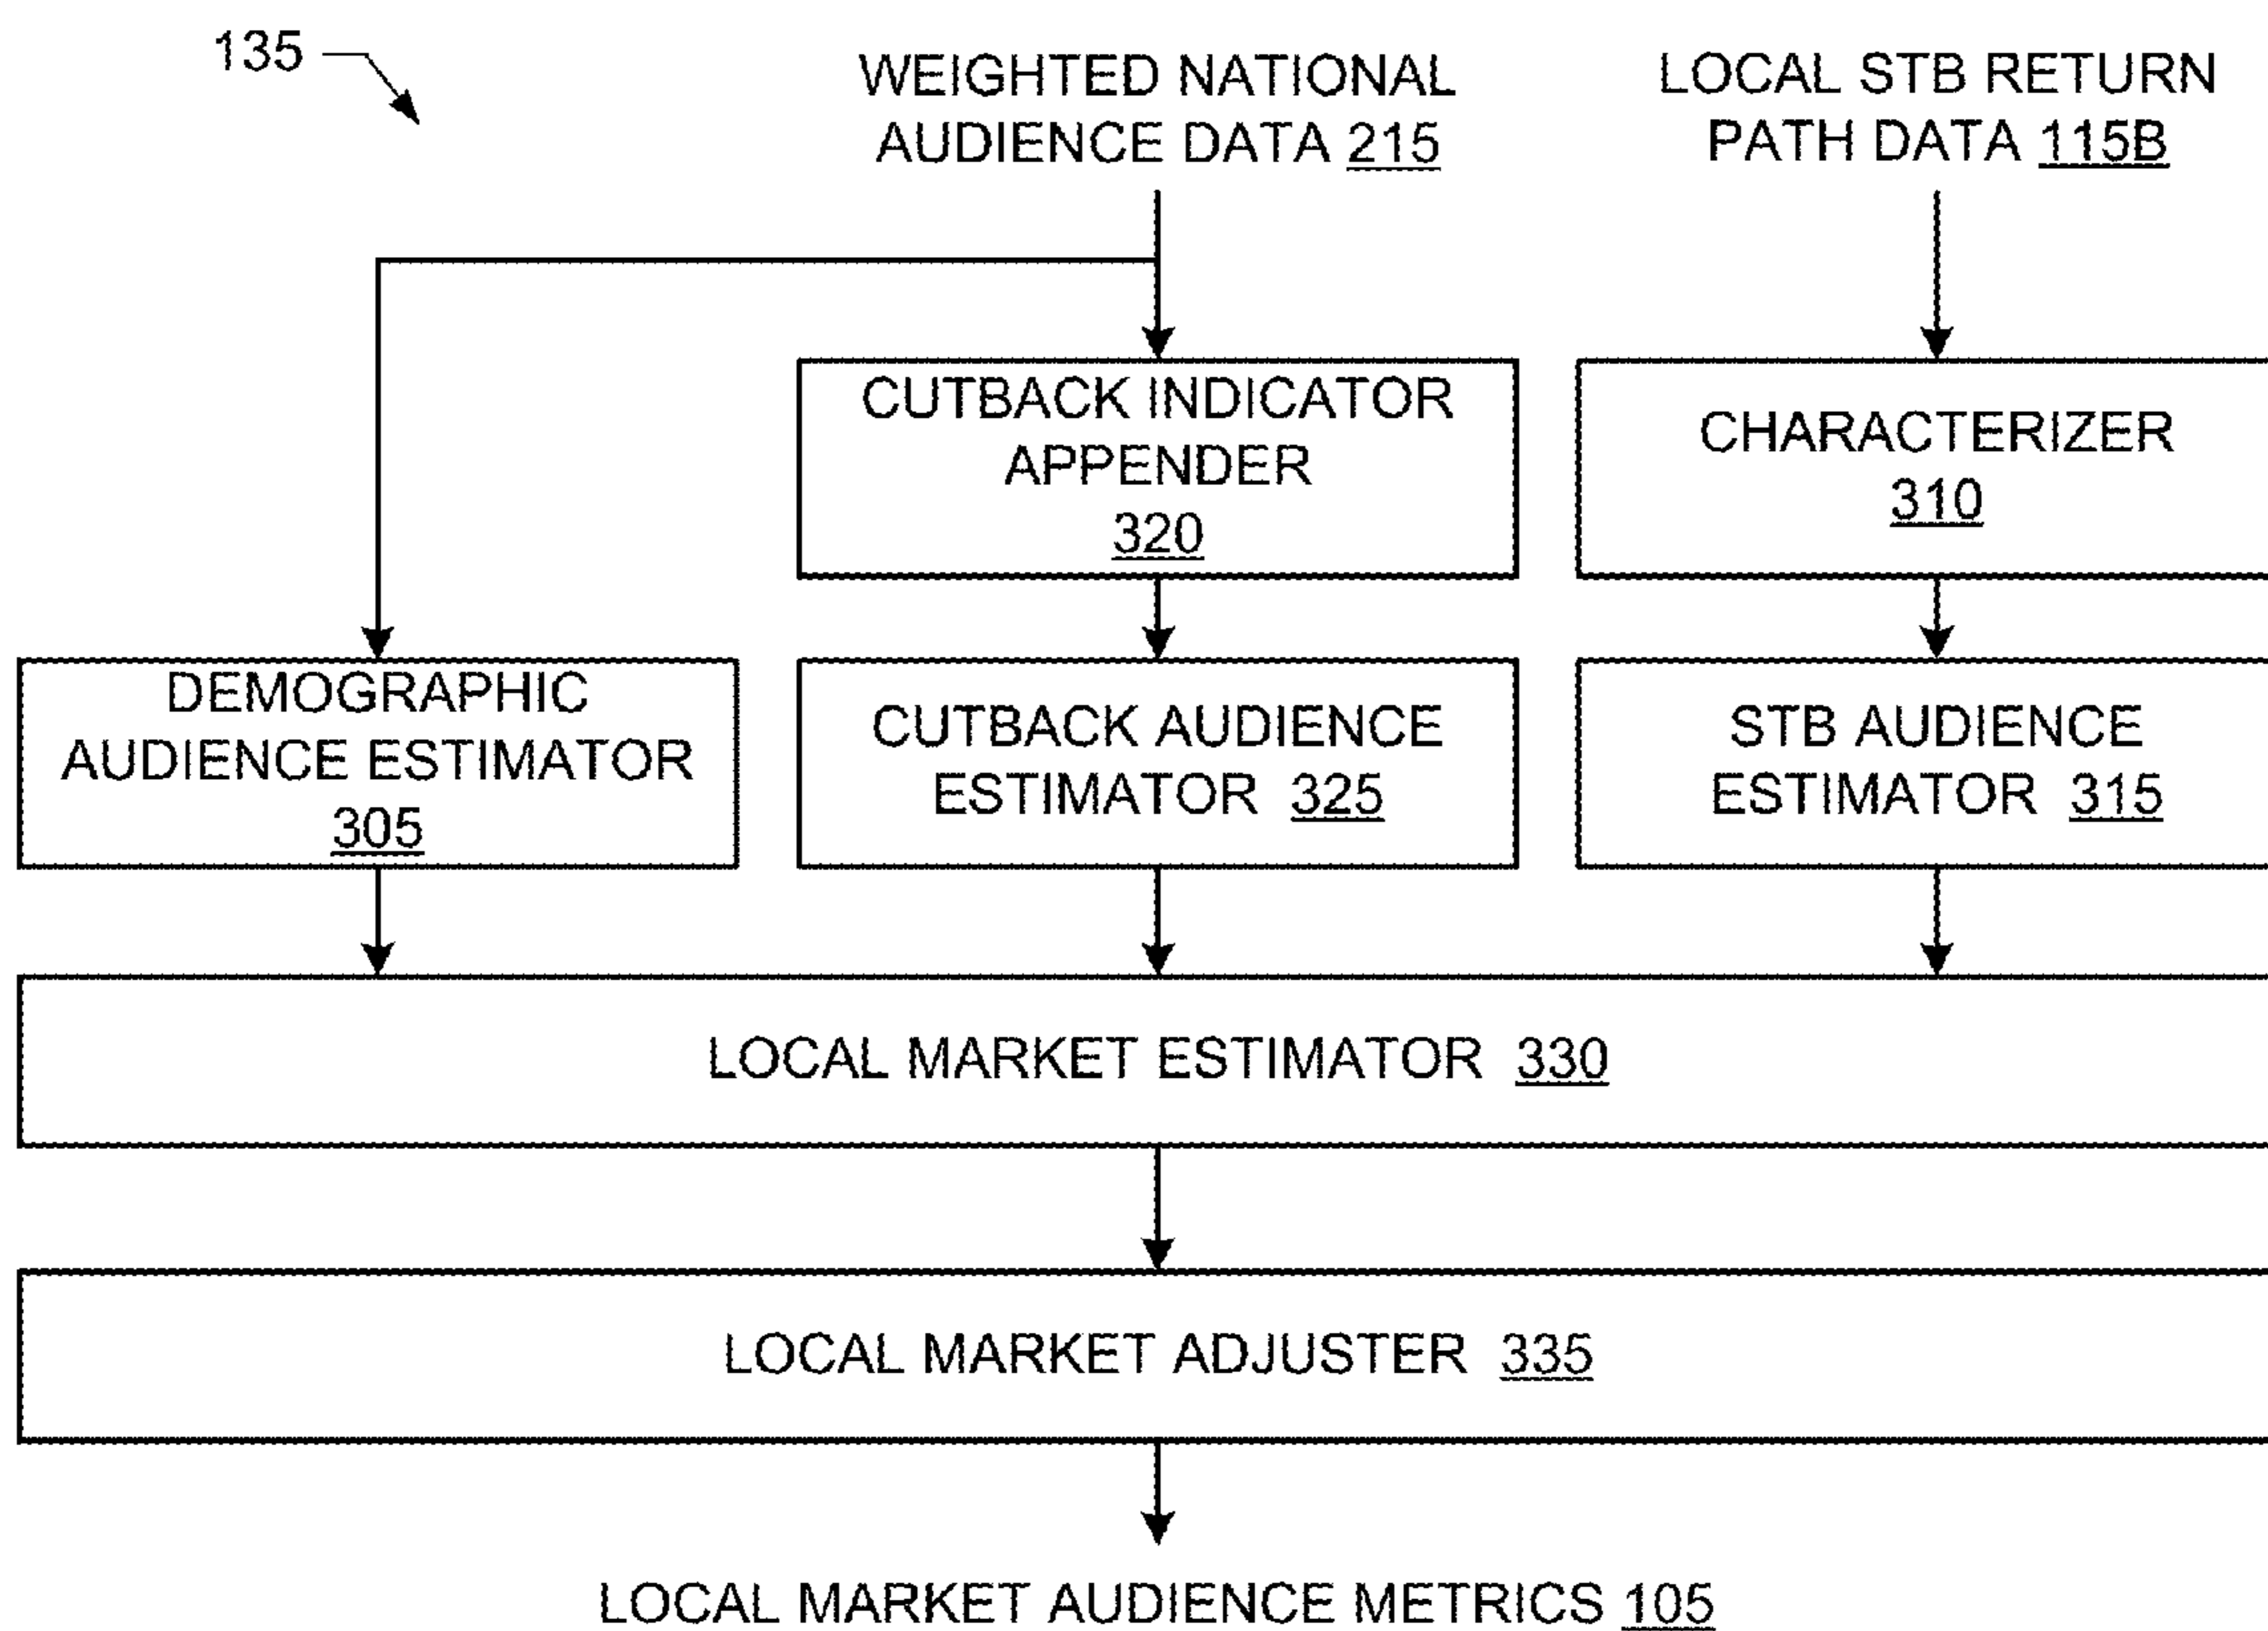 135
WEIGHTED NATIONAL
AUDIENCE DATA 215
LOCAL STB RETURN
PATH DATA 115B
CUTBACK INDICATOR
APPENDER
320
CHARACTERIZER
310
DEMOGRAPHIC
AUDIENCE ESTIMATOR
305
CUTBACK AUDIENCE
ESTIMATOR 325
STB AUDIENCE
ESTIMATOR 315
LOCAL MARKET ESTIMATOR 330
LOCAL MARKET ADJUSTER 335
LOCAL MARKET AUDIENCE METRICS 105